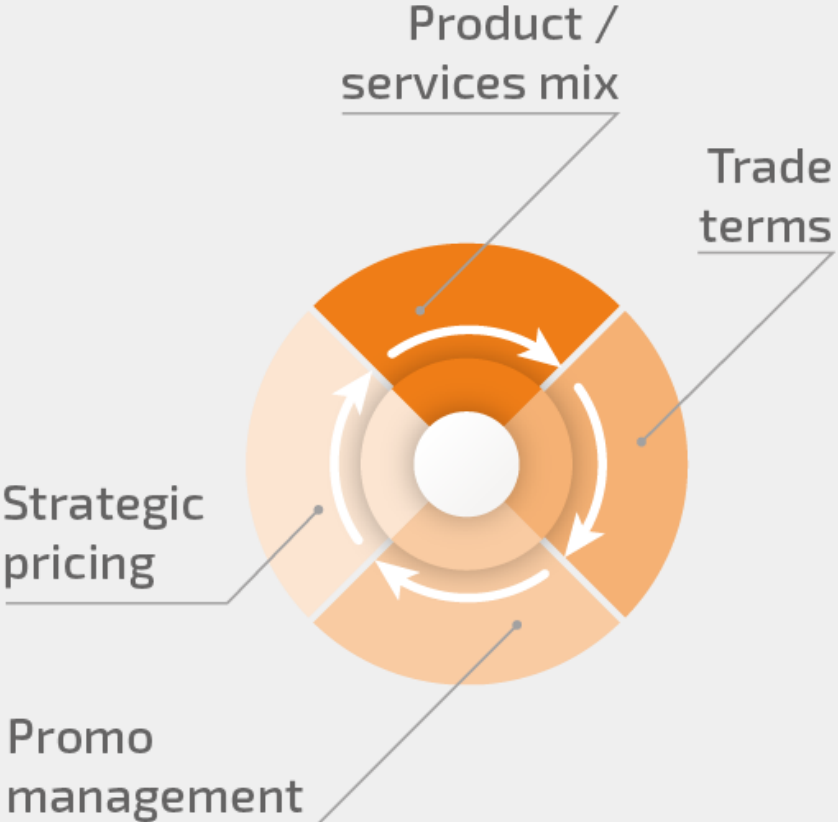 Product /
services mix
Trade
terms
Strategic
pricing
Promo
management